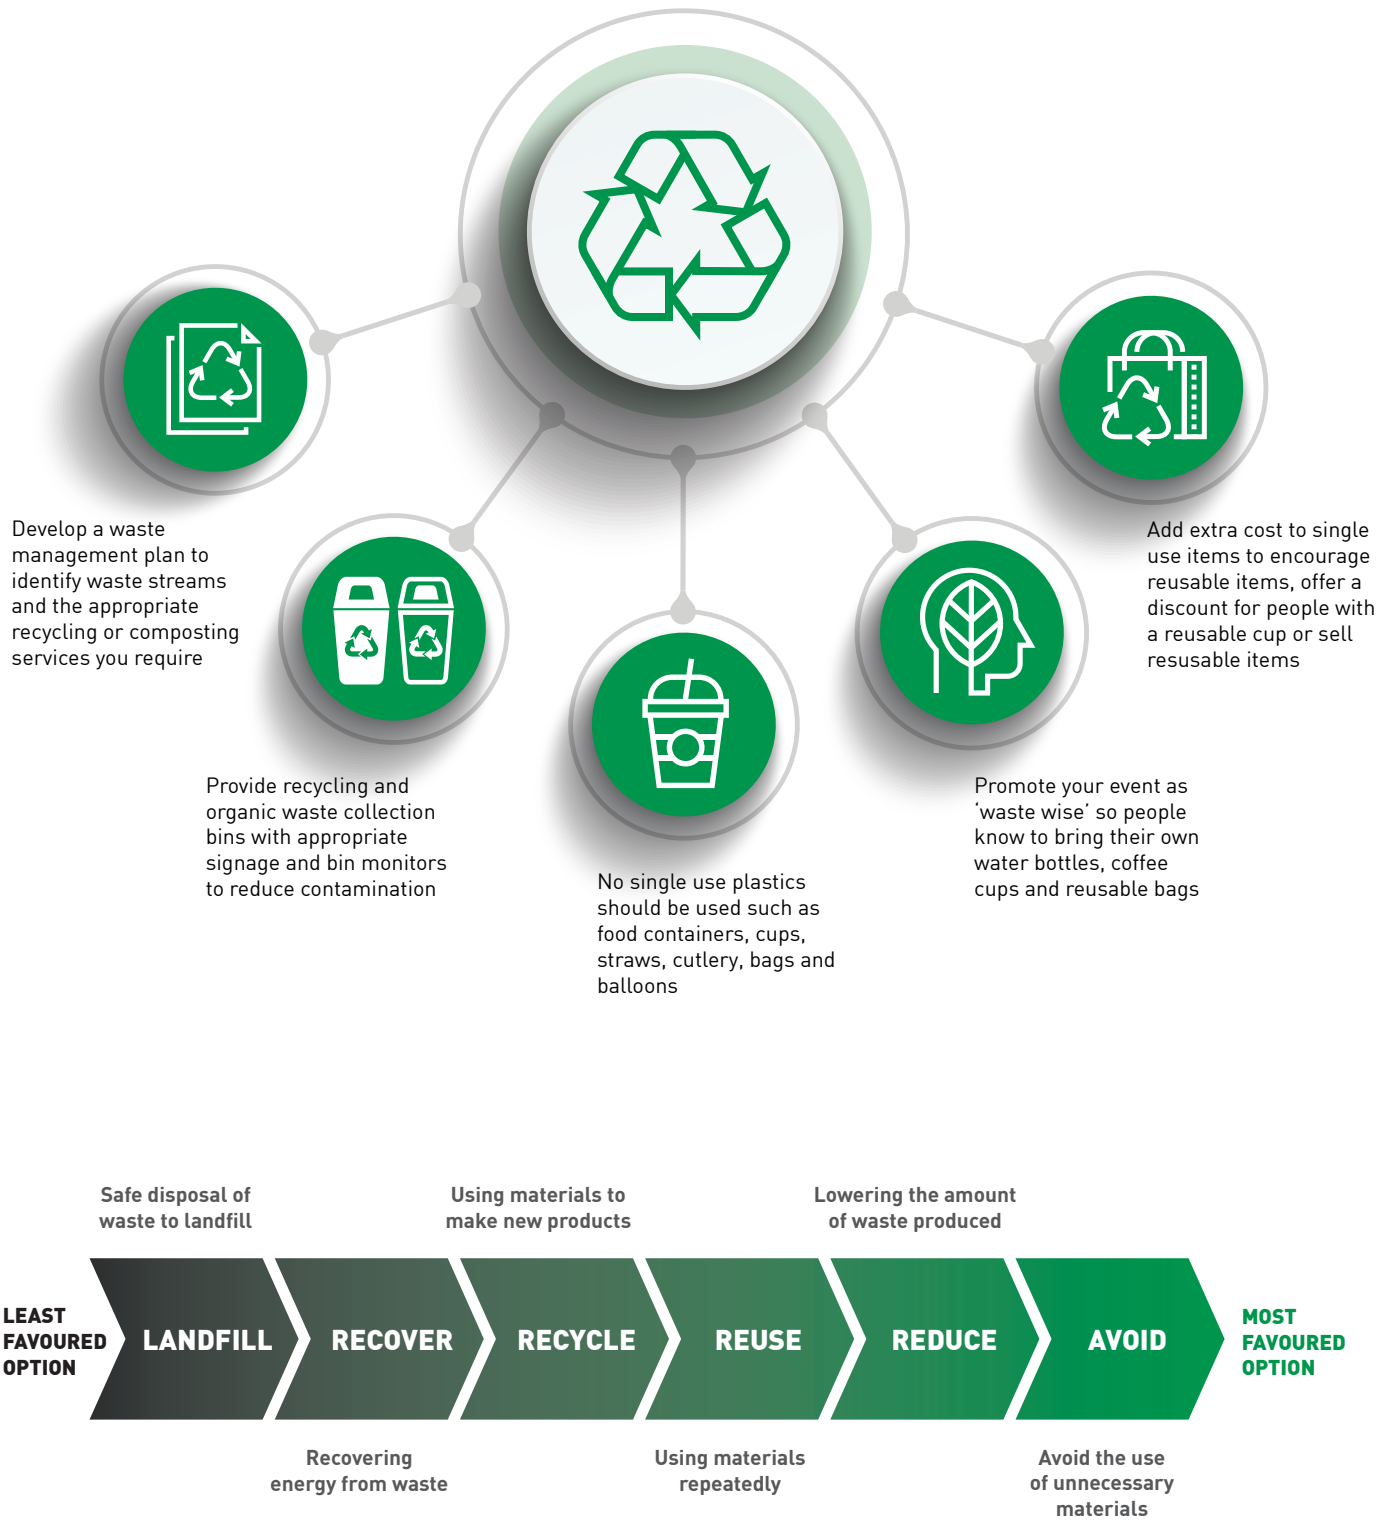 Develop a waste
management plan to
identify waste streams
and the appropriate
recycling or composting
services you require
Provide recycling and
organic waste collection
bins with appropriate
signage and bin monitors
to reduce contamination
No single use plastics
should be used such as
food containers, cups,
straws, cutlery, bags and
balloons
Promote your event as
‘waste wise’ so people
know to bring their own
water bottles, coffee
cups and reusable bags
Add extra cost to single
use items to encourage
reusable items, offer a
discount for people with
a reusable cup or sell
resusable items
LEAST
FAVOURED
OPTION
Safe disposal of
waste to landfill
LANDFILL
RECOVER
Recovering
energy from waste
Using materials to
make new products
RECYCLE
REUSE
Using materials
repeatedly
Lowering the amount
of waste produced
REDUCE
AVOID
Avoid the use
of unnecessary
materials
MOST
FAVOURED
OPTION